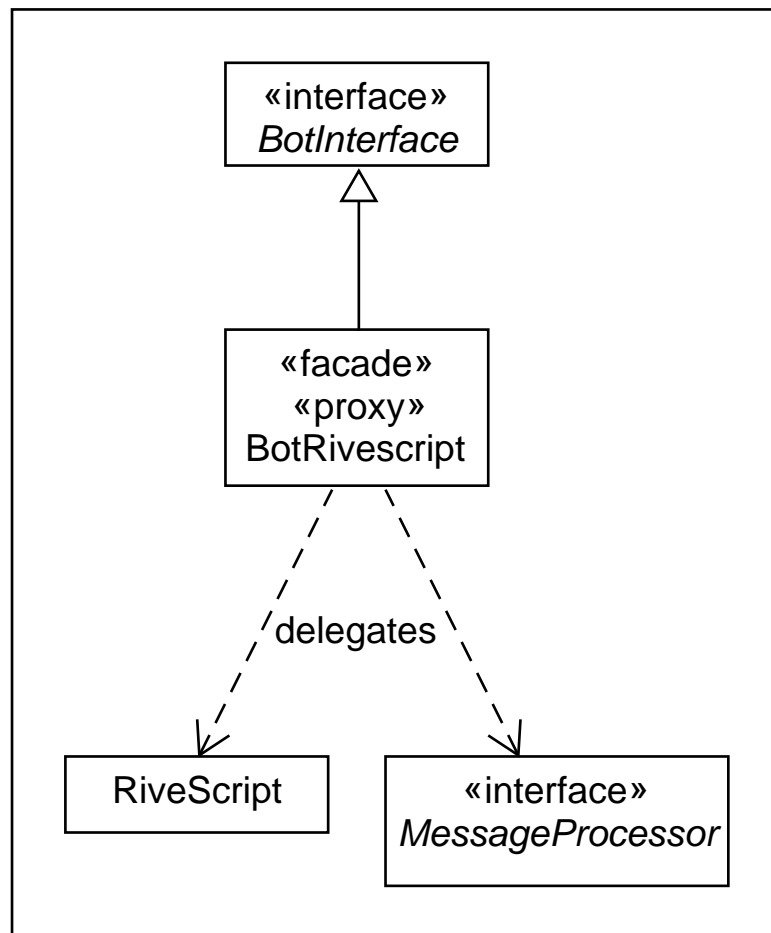 «interface»
BotInterface
«facade»
«proxy»
BotRivescript
delegates
RiveScript
«interface»
MessageProcessor